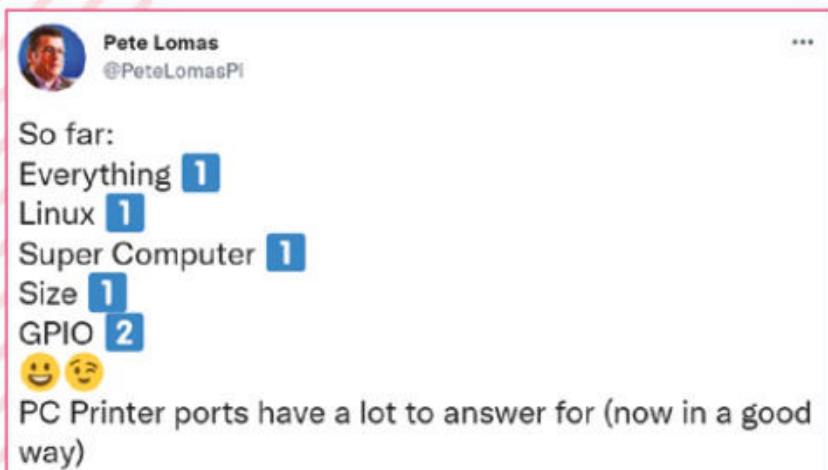 Pete Lomas
@PeteLomasPi
...
So far:
Everything 1️⃣
Linux 1️⃣
Super Computer 1️⃣
Size 1️⃣
GPIO 2️⃣
😀😉
PC Printer ports have a lot to answer for (now in a good
way)